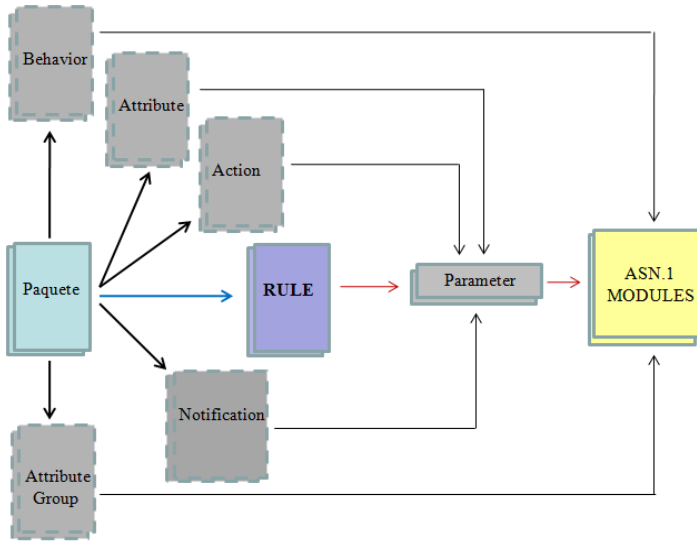 Behavior
Attribute
Action
Paquete
RULE
Parameter
ASN.1
MODULES
Notification
Attribute
Group